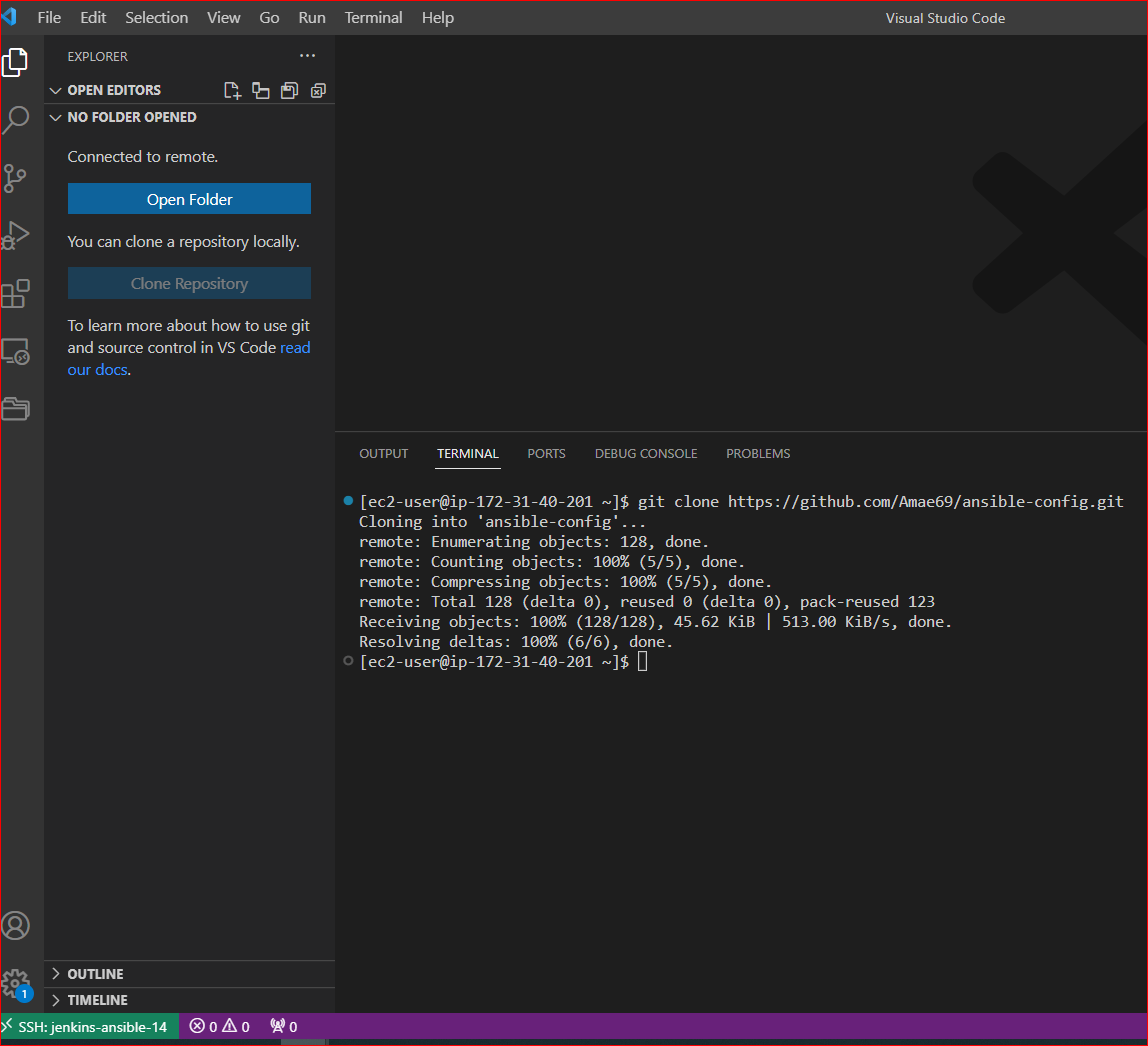 File Edit Selection View Go Run Terminal Help
Visual Studio Code
EXPLORER
OPEN EDITORS
NO FOLDER OPENED
Connected to remote.
Open Folder
You can clone a repository locally.
Clone Repository
To learn more about how to use git
and source control in VS Code read
our docs.
OUTPUT TERMINAL PORTS DEBUG CONSOLE PROBLEMS
[ec2-user@ip-172-31-40-201 ~]$ git clone https://github.com/Amae69/ansible-config.git
Cloning into 'ansible-config'...
remote: Enumerating objects: 128, done.
remote: Counting objects: 100% (5/5), done.
remote: Compressing objects: 100% (5/5), done.
remote: Total 128 (delta 0), reused 0 (delta 0), pack-reused 123
Receiving objects: 100% (128/128), 45.62 KiB | 513.00 KiB/s, done.
Resolving deltas: 100% (6/6), done.
[ec2-user@ip-172-31-40-201 ~]$
OUTLINE
1
TIMELINE
SSH: jenkins-ansible-14 0 0 0